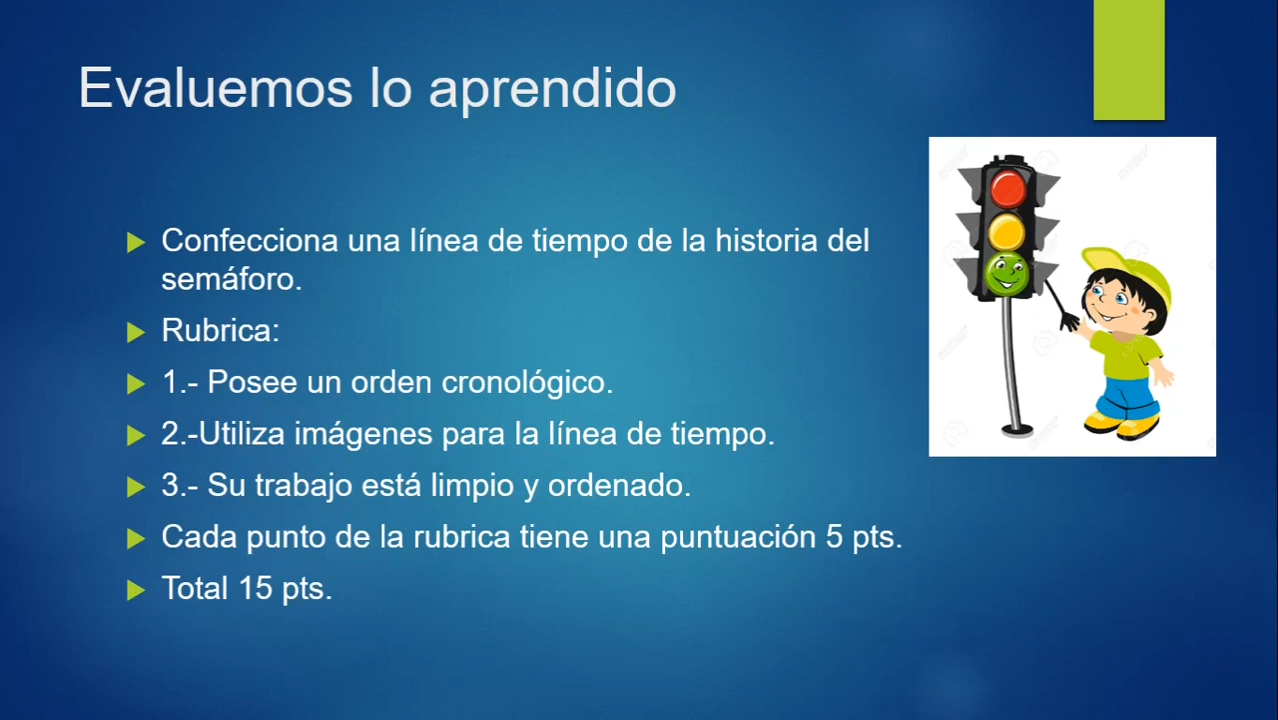 Evaluemos lo aprendido
Confecciona una línea de tiempo de la historia del
semáforo.
Rubrica:
1.- Posee un orden cronológico.
2.-Utiliza imágenes para la línea de tiempo.
3.- Su trabajo está limpio y ordenado.
Cada punto de la rubrica tiene una puntuación 5 pts.
Total 15 pts.